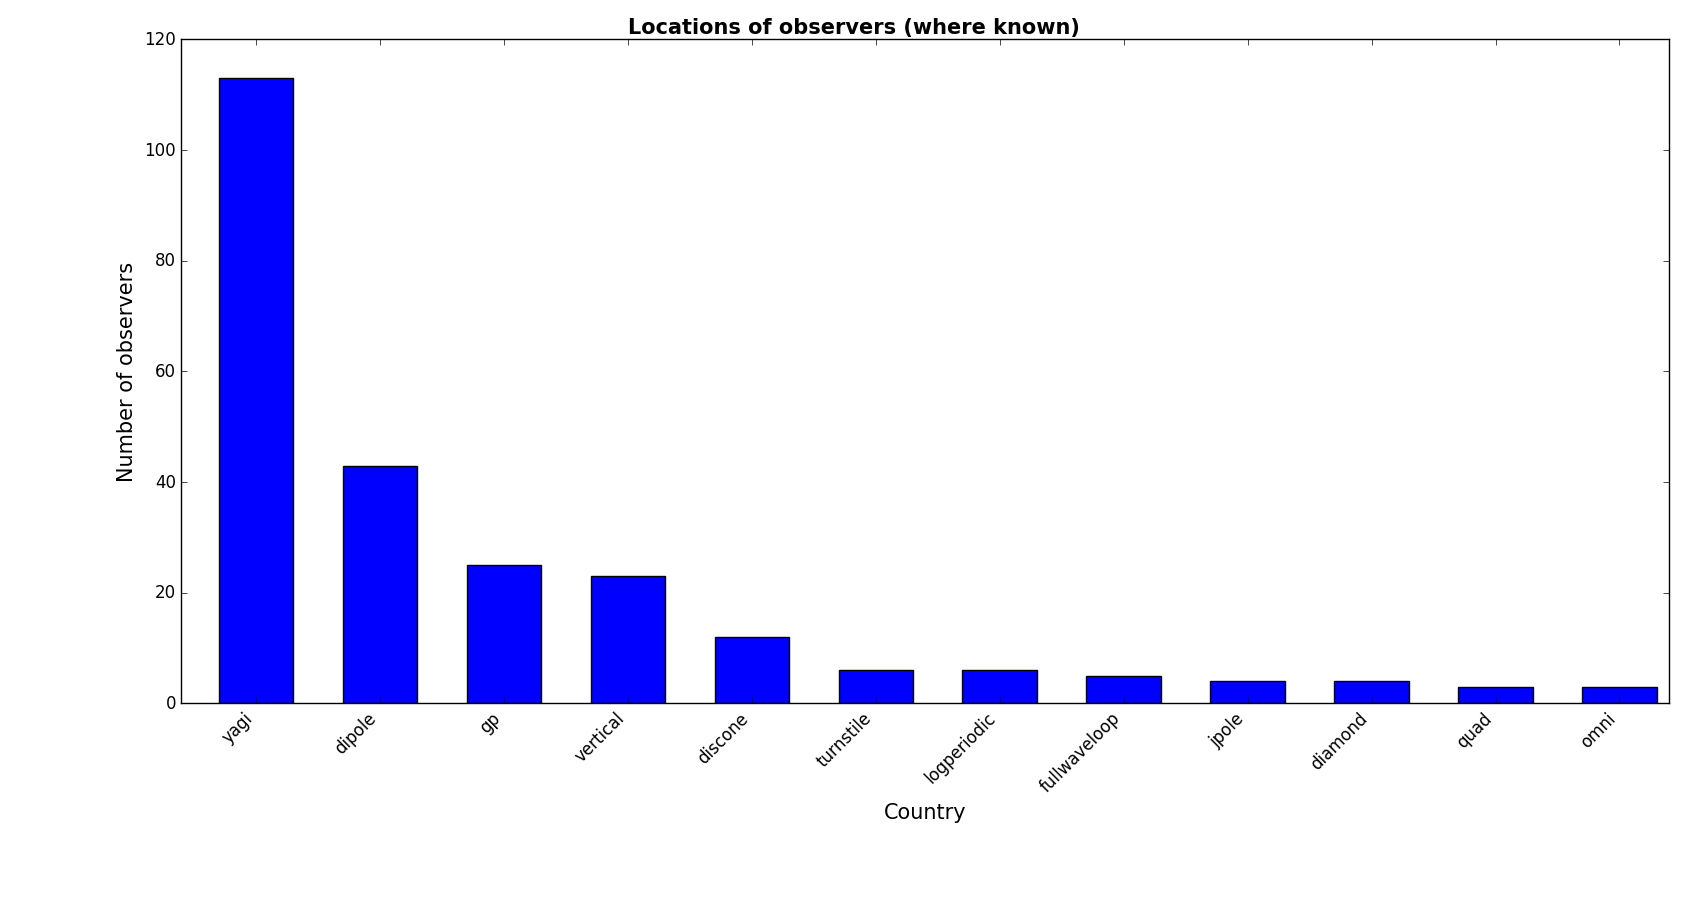 Locations of observers (where known)
120
100
80
60
40
20
0
Number of observers
yagi
dipole
gp
vertical
discone
turnstile
logperiodic
fullwaveloop
jpole
diamond
quad
omni
Country